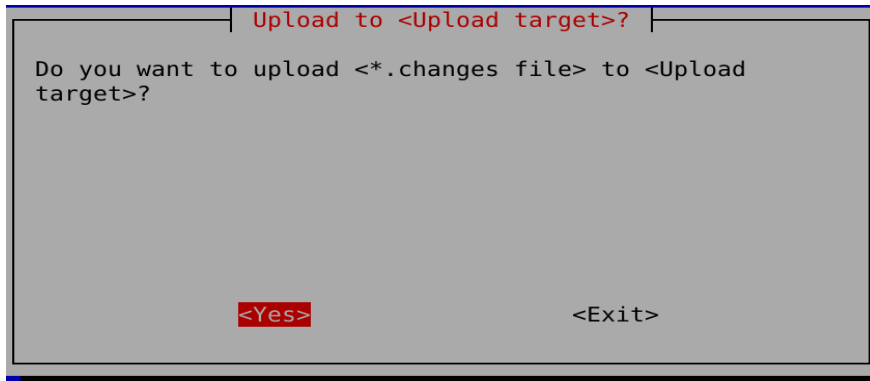 Upload to <Upload target>?
Do you want to upload <*.changes file> to <Upload
target>?
<Yes> <Exit>